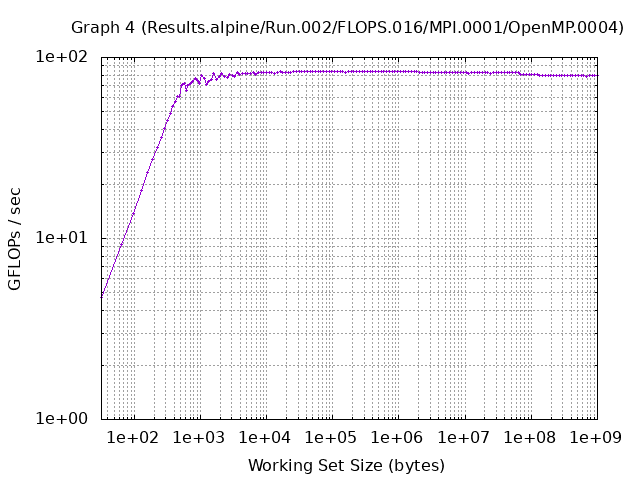 Graph 4 (Results.alpine/Run.002/FLOPS.016/MPI.0001/OpenMP.0004)
1e+02
1e+01
1e+00
GFLOPs / sec
1e+02 1e+03 1e+04 1e+05 1e+06 1e+07 1e+08 1e+09
Working Set Size (bytes)